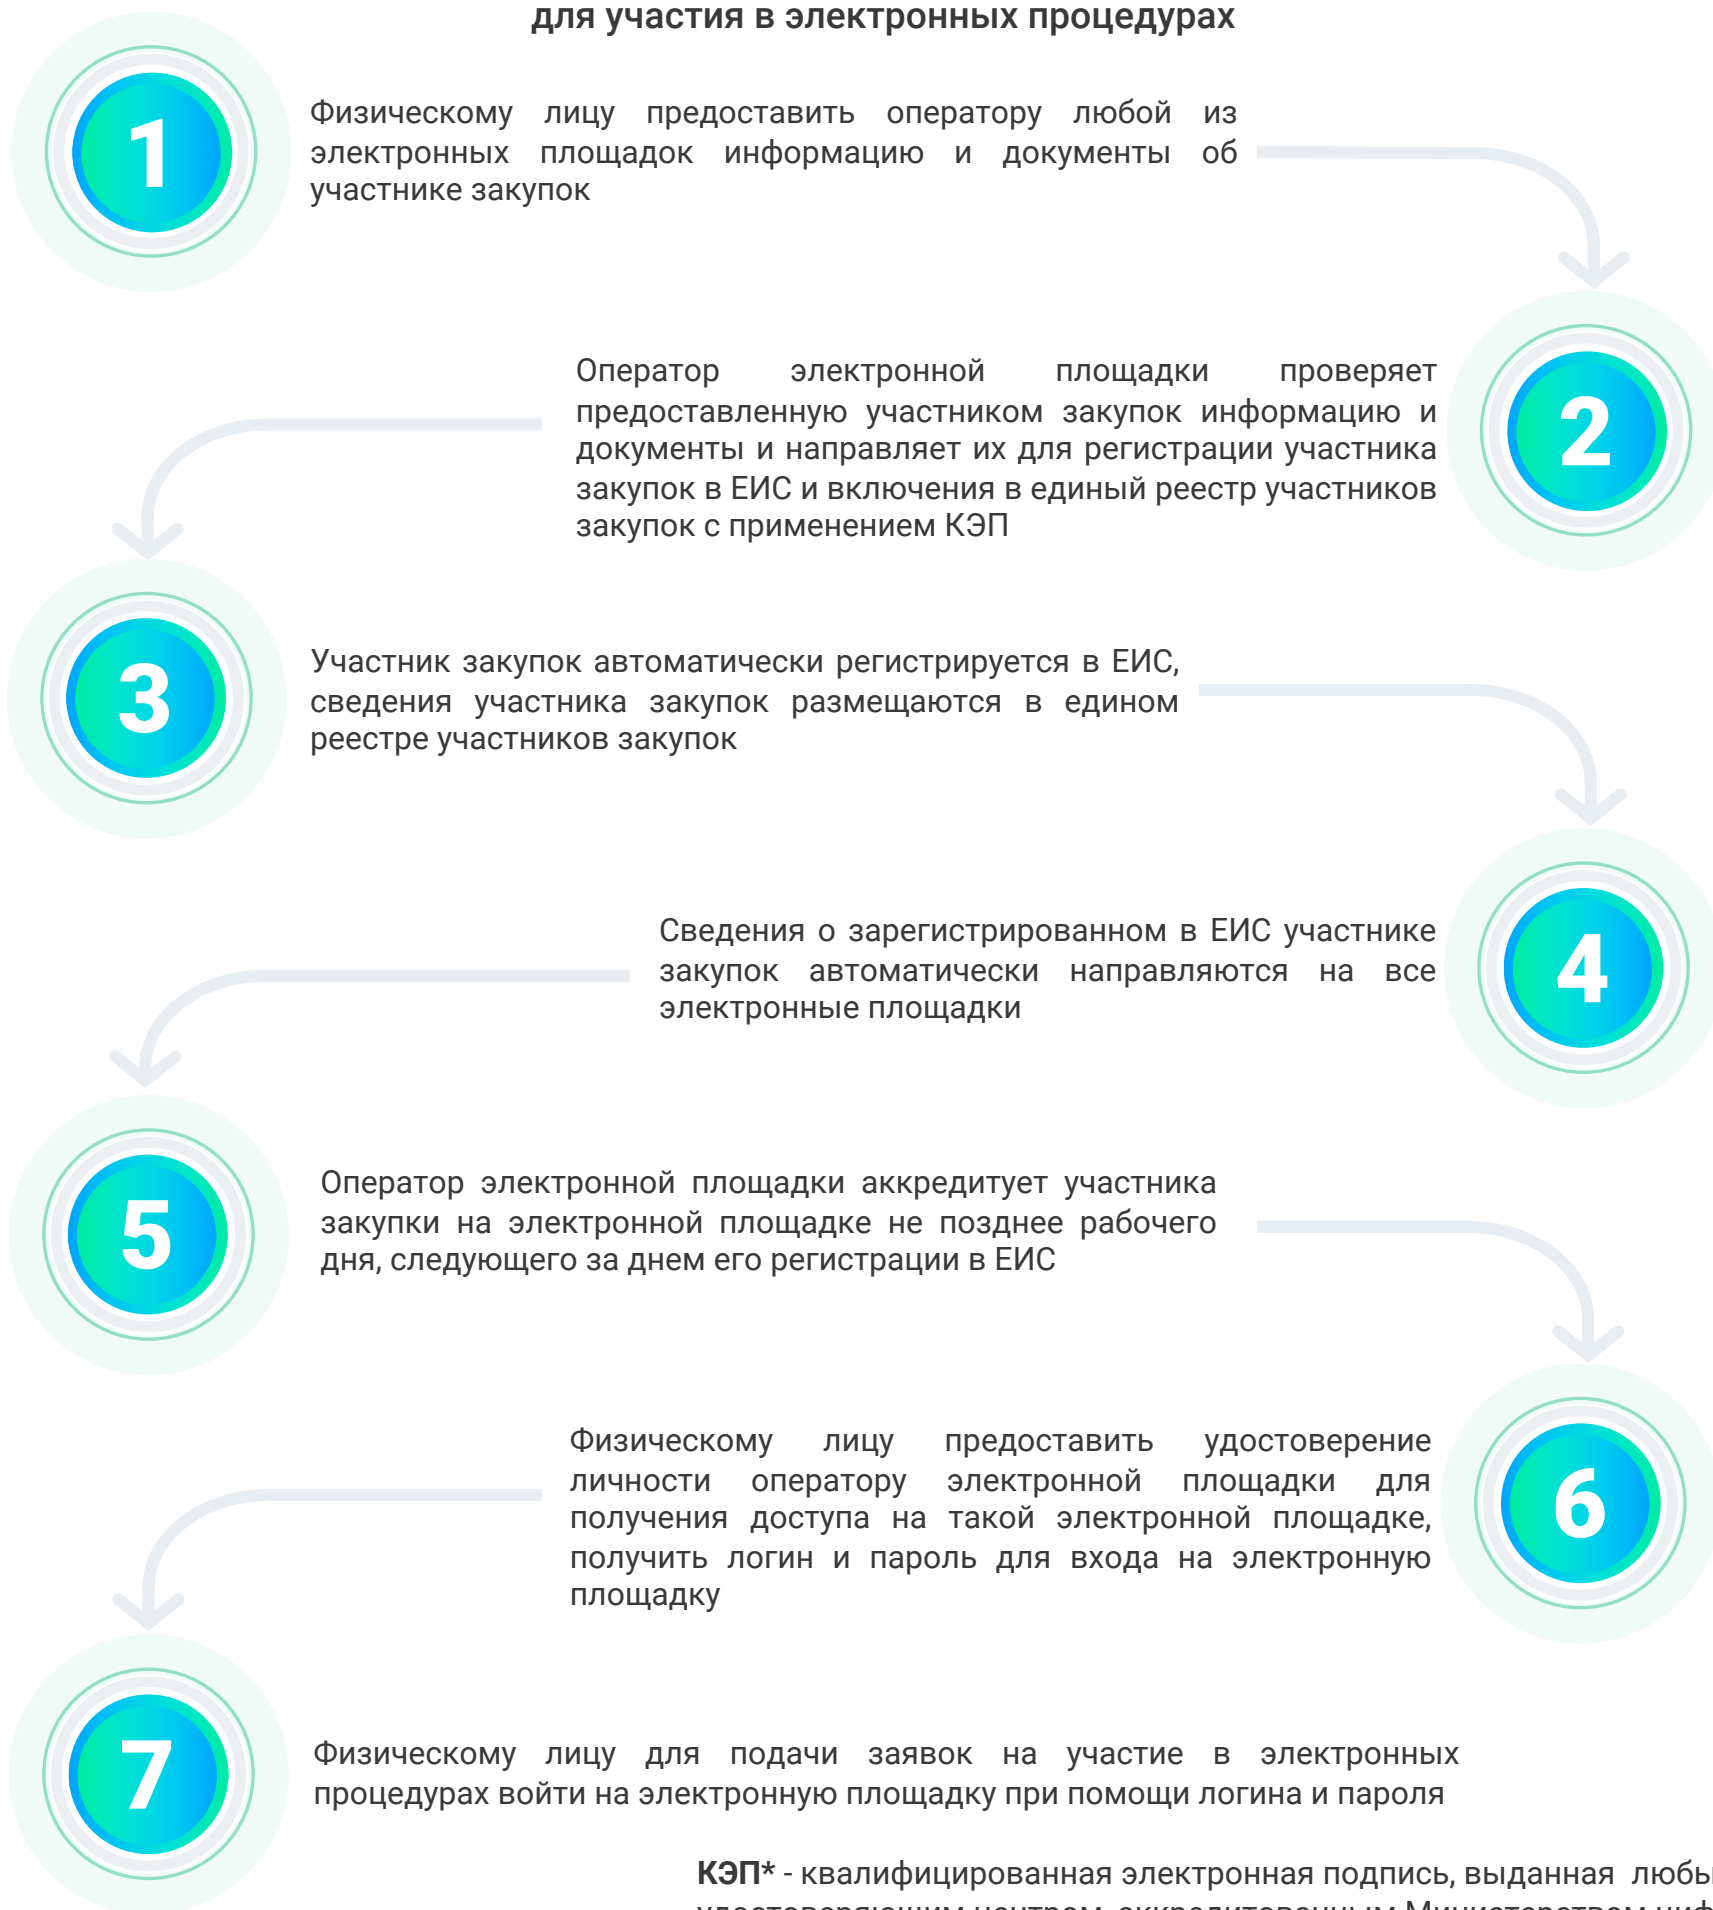 для участия в электронных процедурах
1
Физическому лицу предоставить оператору любой из
электронных площадок информацию и документы об
участнике закупок
Оператор электронной площадки проверяет
предоставленную участником закупок информацию и
документы и направляет их для регистрации участника
закупок в ЕИС и включения в единый реестр участников
закупок с применением КЭП
2
3
Участник закупок автоматически регистрируется в ЕИС,
сведения участника закупок размещаются в едином
реестре участников закупок
Сведения о зарегистрированном в ЕИС участнике
закупок автоматически направляются на все
электронные площадки
4
5
Оператор электронной площадки аккредитует участника
закупки на электронной площадке не позднее рабочего
дня, следующего за днем его регистрации в ЕИС
Физическому лицу предоставить удостоверение
личности оператору электронной площадки для
получения доступа на такой электронной площадке,
получить логин и пароль для входа на электронную
площадку
6
7
Физическому лицу для подачи заявок на участие в электронных
процедурах войти на электронную площадку при помощи логина и пароля
КЭП* - квалифицированная электронная подпись, выданная любы
удостоверяющим центром, аккредитованным Министерством